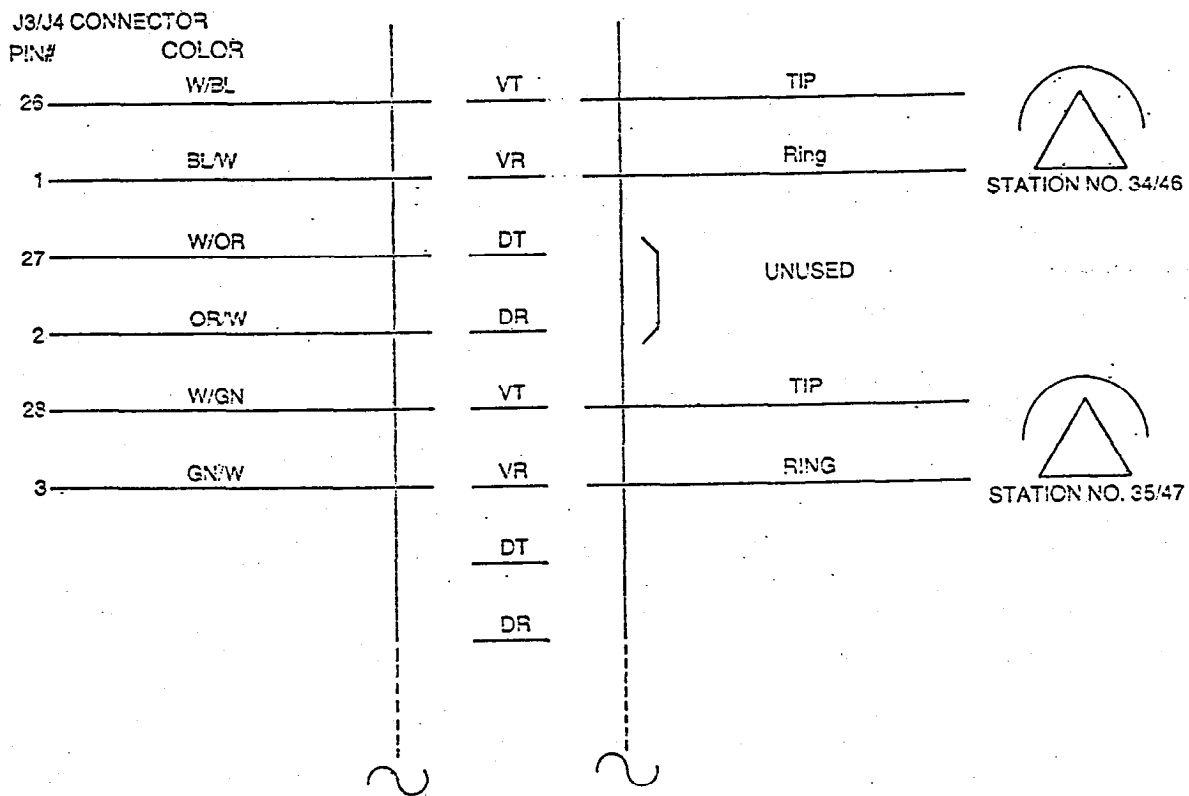 J3/J4 CONNECTOR
PIN# COLOR
26 W/BL VT TIP
1 BL/W VR Ring
STATION NO. 34/46
27 W/OR DT
UNUSED
2 OR/W DR
28 W/GN VT TIP
3 GN/W VR RING
STATION NO. 35/47
DT
DR